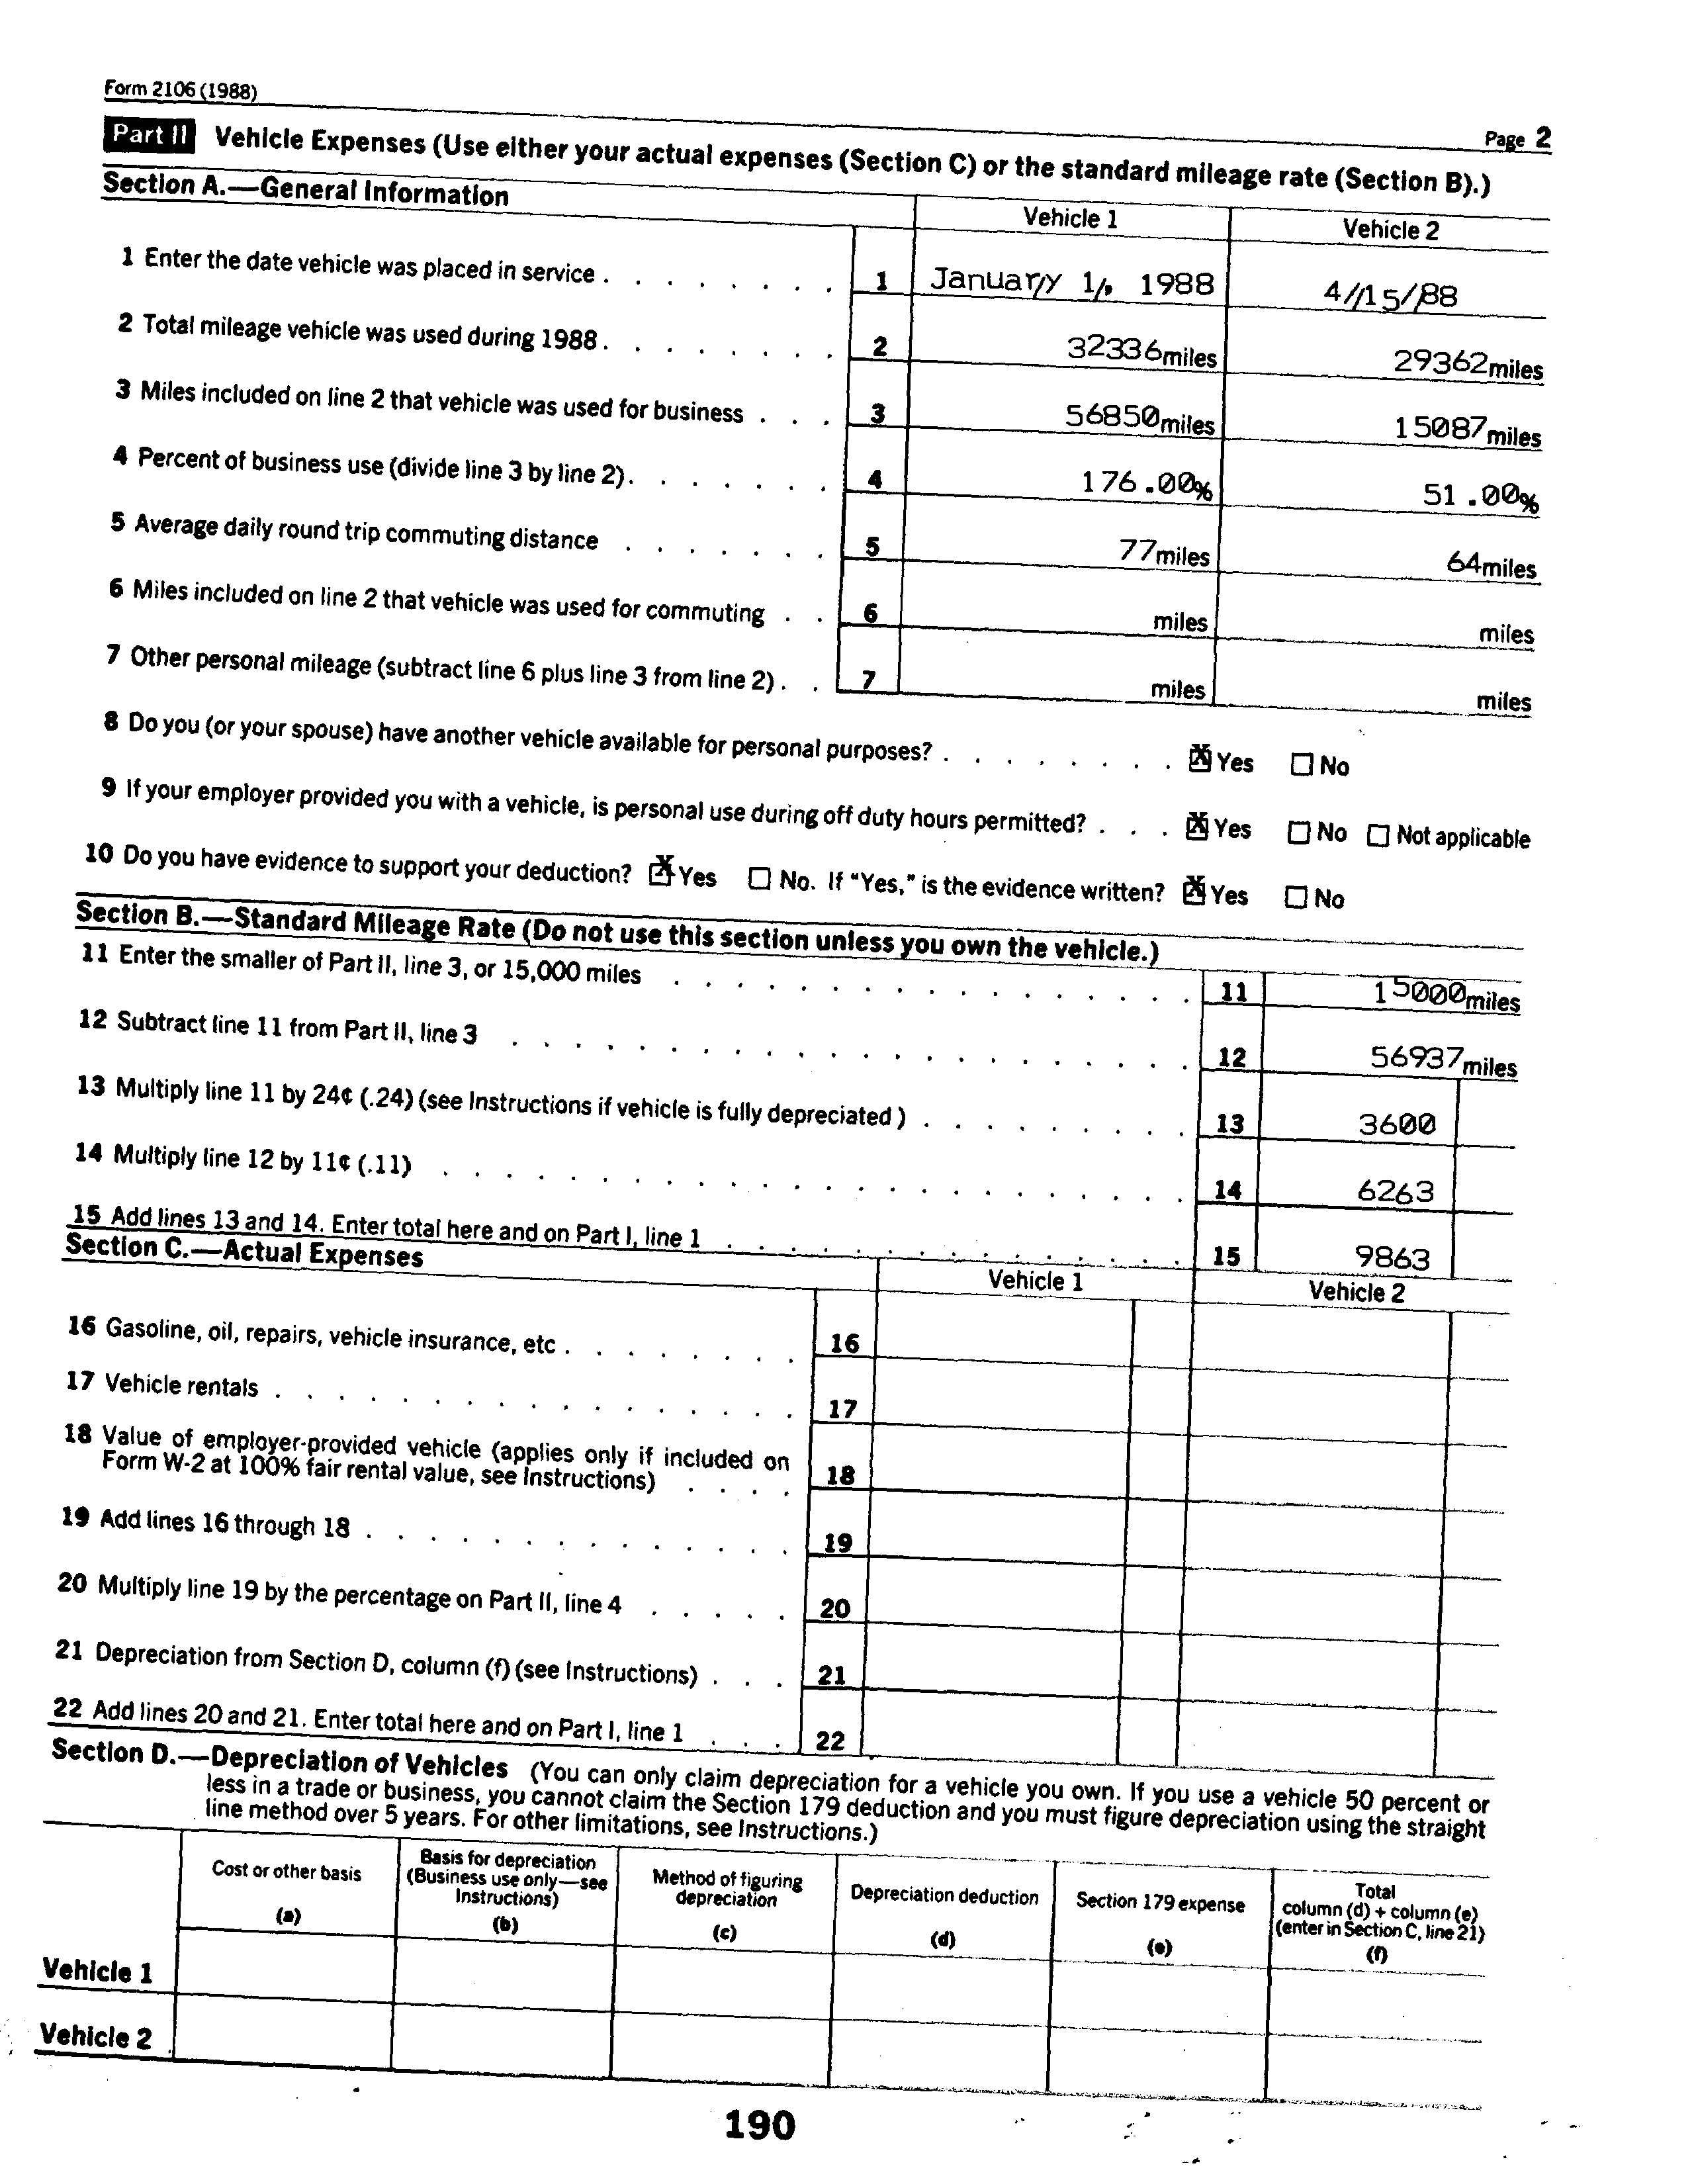 Form 2106 (1988)
Page 2
Part II Vehicle Expenses (Use either your actual expenses (Section C) or the standard mileage rate (Section B).)
Section A.—General Information
Vehicle 1 Vehicle 2
1 Enter the date vehicle was placed in service . . . . . . . . 1 January 1, 1988 4/15/88
2 Total mileage vehicle was used during 1988 . . . . . . . . 2 32336 miles 29362 miles
3 Miles included on line 2 that vehicle was used for business . . . 3 56850 miles 15087 miles
4 Percent of business use (divide line 3 by line 2) . . . . . . . 4 176.00% 51.00%
5 Average daily round trip commuting distance . . . . . . . 5 77 miles 64 miles
6 Miles included on line 2 that vehicle was used for commuting . . 6 miles miles
7 Other personal mileage (subtract line 6 plus line 3 from line 2) . . 7 miles miles
8 Do you (or your spouse) have another vehicle available for personal purposes? . . . . . . . . ☒ Yes ☐ No
9 If your employer provided you with a vehicle, is personal use during off duty hours permitted? . . . ☒ Yes ☐ No ☐ Not applicable
10 Do you have evidence to support your deduction? ☒ Yes ☐ No. If "Yes," is the evidence written? ☒ Yes ☐ No
Section B.—Standard Mileage Rate (Do not use this section unless you own the vehicle.)
11 Enter the smaller of Part II, line 3, or 15,000 miles . . . . . . . . . . . . . . . . . 11 15000 miles
12 Subtract line 11 from Part II, line 3 . . . . . . . . . . . . . . . . . . . . . . 12 56937 miles
13 Multiply line 11 by 24¢ (.24) (see Instructions if vehicle is fully depreciated ) . . . . . . . . . 13 3600
14 Multiply line 12 by 11¢ (.11) . . . . . . . . . . . . . . . . . . . . . . . . 14 6263
15 Add lines 13 and 14. Enter total here and on Part I, line 1 . . . . . . . . . . . . . . . 15 9863
Section C.—Actual Expenses
Vehicle 1 Vehicle 2
16 Gasoline, oil, repairs, vehicle insurance, etc . . . . . . . . 16
17 Vehicle rentals . . . . . . . . . . . . . . . . . 17
18 Value of employer-provided vehicle (applies only if included on
Form W-2 at 100% fair rental value, see Instructions) . . . . 18
19 Add lines 16 through 18 . . . . . . . . . . . . . . 19
20 Multiply line 19 by the percentage on Part II, line 4 . . . . . 20
21 Depreciation from Section D, column (f) (see Instructions) . . . 21
22 Add lines 20 and 21. Enter total here and on Part I, line 1 . . . 22
Section D.—Depreciation of Vehicles (You can only claim depreciation for a vehicle you own. If you use a vehicle 50 percent or
less in a trade or business, you cannot claim the Section 179 deduction and you must figure depreciation using the straight
line method over 5 years. For other limitations, see Instructions.)
Cost or other basis
(a)
Basis for depreciation
(Business use only—see
Instructions)
(b)
Method of figuring
depreciation
(c)
Depreciation deduction
(d)
Section 179 expense
(e)
Total
column (d) + column (e)
(enter in Section C, line 21)
(f)
Vehicle 1
Vehicle 2
190